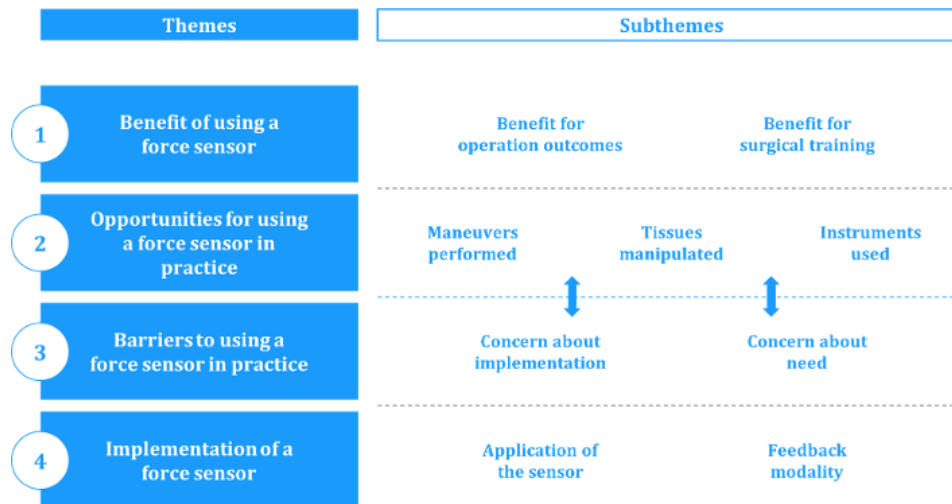 Themes
Subthemes
1
Benefit of using a
force sensor
Benefit for
operation outcomes
Benefit for
surgical training
2
Opportunities for using
a force sensor in
practice
Maneuvers
performed
Tissues
manipulated
Instruments
used
3
Barriers to using a
force sensor in practice
Concern about
implementation
Concern about
need
4
Implementation of a
force sensor
Application of
the sensor
Feedback
modality